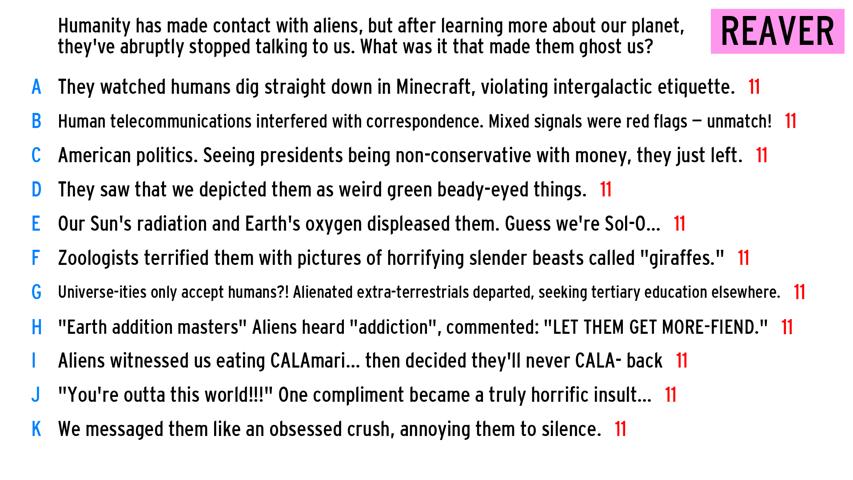 Humanity has made contact with aliens, but after learning more about our planet,
they've abruptly stopped talking to us. What was it that made them ghost us?
REAVER
A They watched humans dig straight down in Minecraft, violating intergalactic etiquette. 11
B Human telecommunications interfered with correspondence. Mixed signals were red flags – unmatch! 11
C American politics. Seeing presidents being non-conservative with money, they just left. 11
D They saw that we depicted them as weird green beady-eyed things. 11
E Our Sun's radiation and Earth's oxygen displeased them. Guess we're Sol-O... 11
F Zoologists terrified them with pictures of horrifying slender beasts called "giraffes." 11
G Universe-ities only accept humans?! Alienated extra-terrestrials departed, seeking tertiary education elsewhere. 11
H "Earth addition masters" Aliens heard "addiction", commented: "LET THEM GET MORE-FIEND." 11
I Aliens witnessed us eating CALAmari... then decided they'll never CALA- back 11
J "You're outta this world!!!" One compliment became a truly horrific insult... 11
K We messaged them like an obsessed crush, annoying them to silence. 11